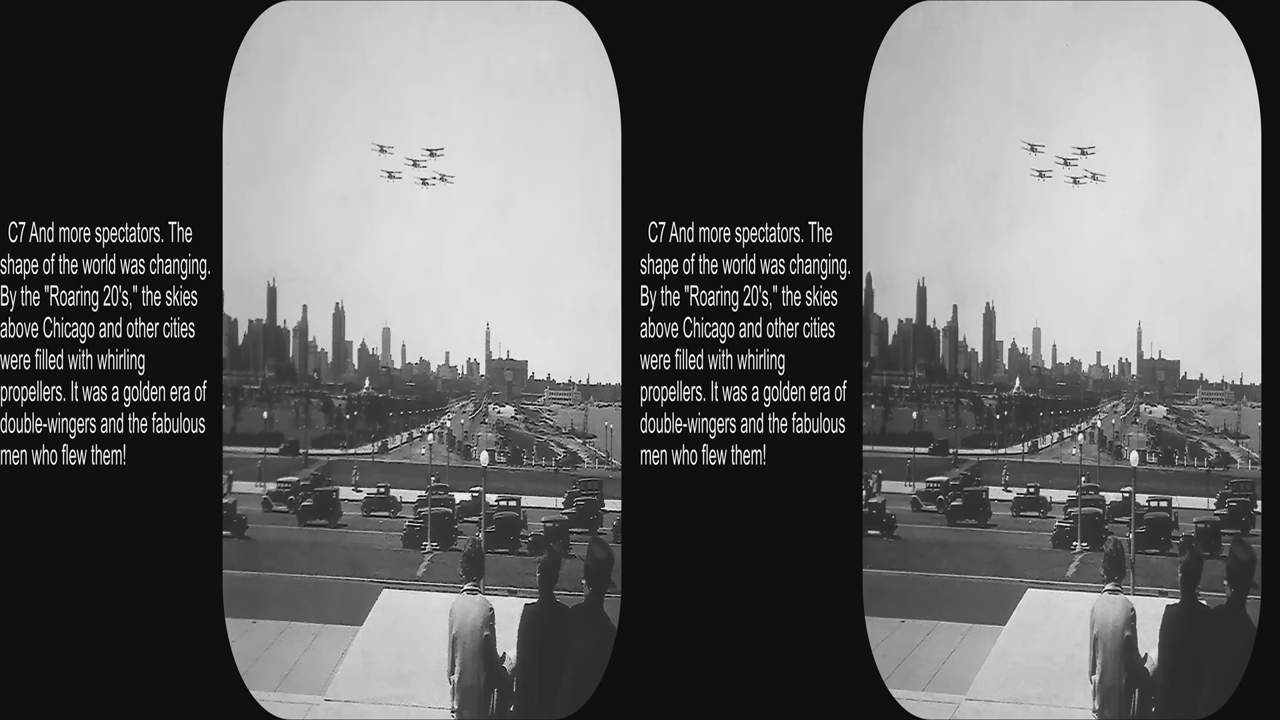 C7 And more spectators. The
shape of the world was changing.
By the "Roaring 20's," the skies
above Chicago and other cities
were filled with whirling
propellers. It was a golden era of
double-wingers and the fabulous
men who flew them!
C7 And more spectators. The
shape of the world was changing.
By the "Roaring 20's," the skies
above Chicago and other cities
were filled with whirling
propellers. It was a golden era of
double-wingers and the fabulous
men who flew them!